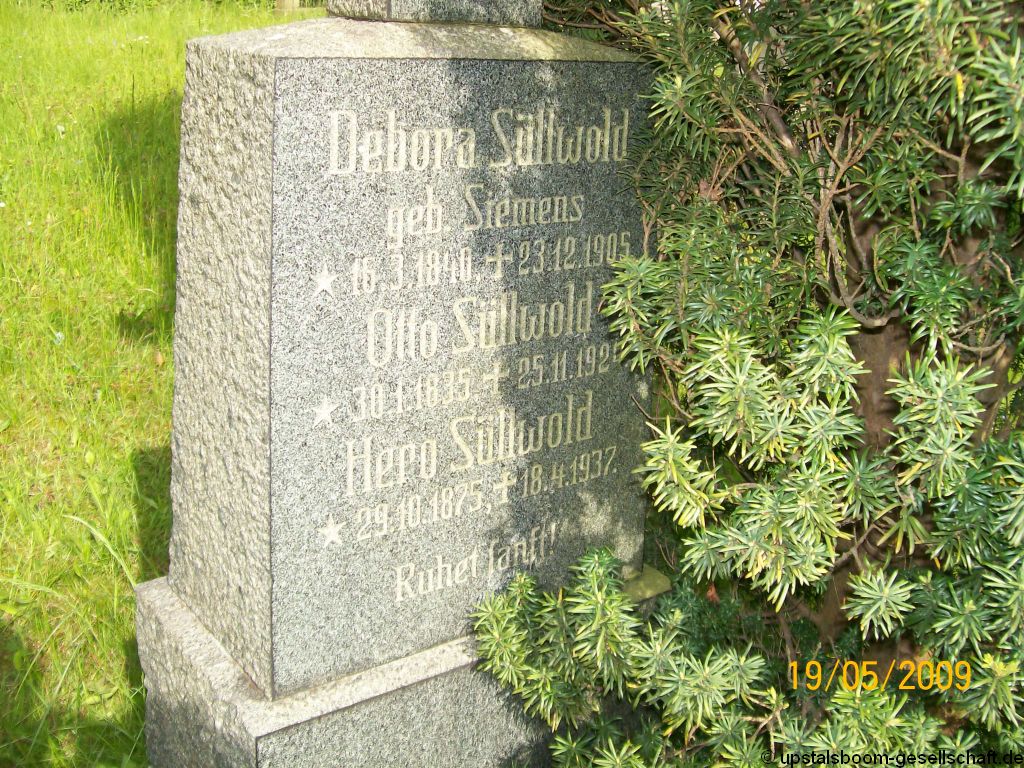 Debora Süllwold
geb. Siemens
★ 16.3.1840. ✝ 23.12.1905.
Otto Süllwold
★ 30.1.1835 ✝ 25.11.192
Hero Süllwold
★ 29.10.1875. ✝ 18.4.1937.
Ruhet sanft!
19/05/2009
© upstalsboom-gesellschaft.de